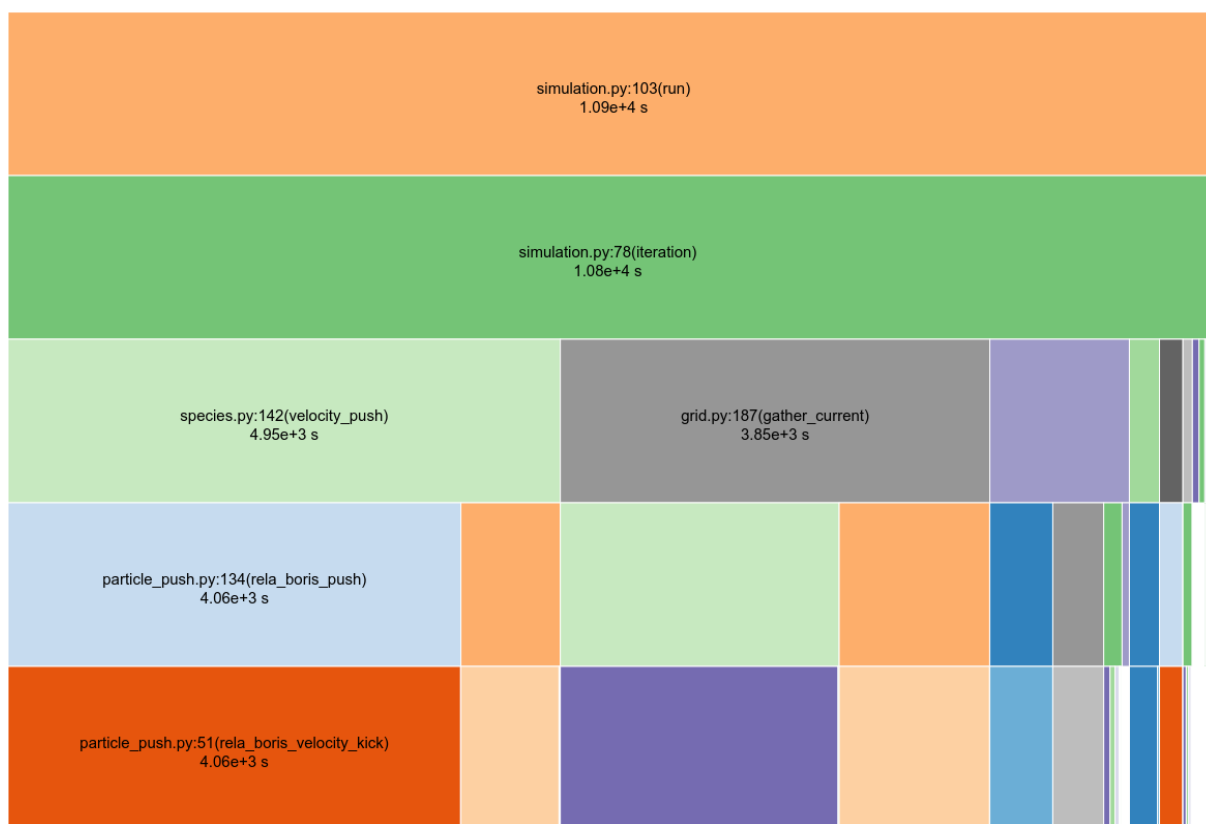 simulation.py:103(run)
1.09e+4 s
simulation.py:78(iteration)
1.08e+4 s
species.py:142(velocity_push)
4.95e+3 s
grid.py:187(gather_current)
3.85e+3 s
particle_push.py:134(rela_boris_push)
4.06e+3 s
particle_push.py:51(rela_boris_velocity_kick)
4.06e+3 s